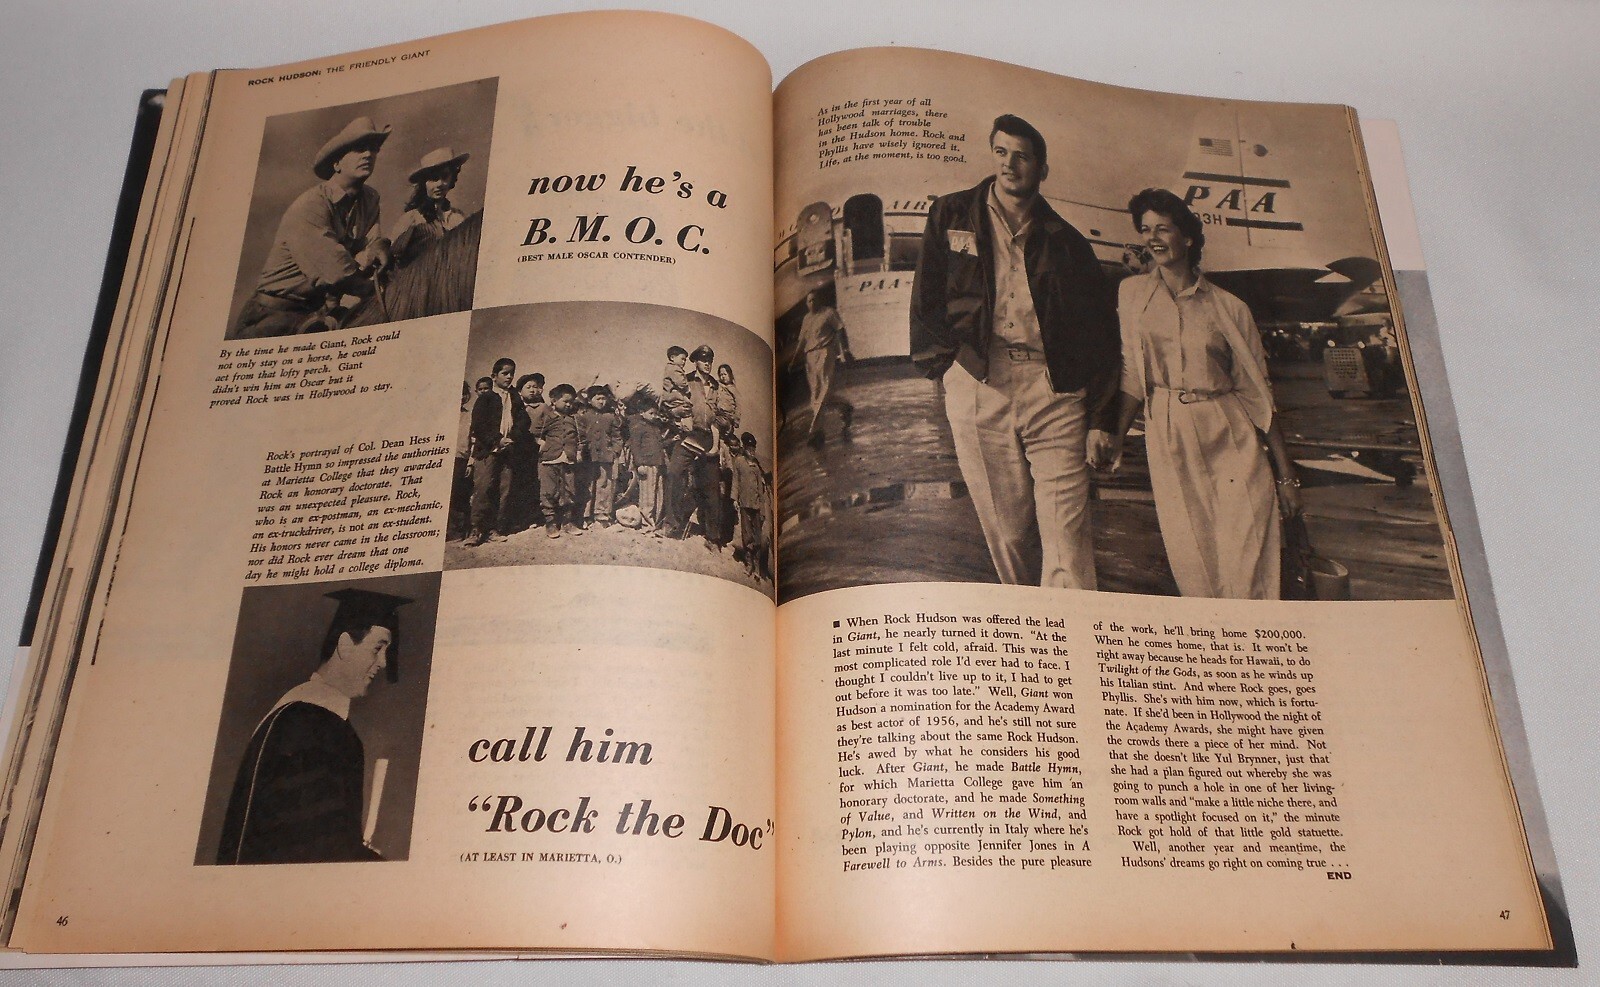 ROCK HUDSON: THE FRIENDLY GIANT
now he's a
B. M. O. C.
(BEST MALE OSCAR CONTENDER)
By the time he made Giant, Rock could
not only stay on a horse, he could
act from that lofty perch. Giant
didn't win him an Oscar but it
proved Rock was in Hollywood to stay.
Rock's portrayal of Col. Dean Hess in
Battle Hymn so impressed the authorities
at Marietta College that they awarded
Rock an honorary doctorate. That
was an unexpected pleasure. Rock,
who is an ex-postman, an ex-mechanic,
an ex-truckdriver, is not an ex-student.
His honors never came in the classroom;
nor did Rock ever dream that one
day he might hold a college diploma.
call him
"Rock the Doc"
(AT LEAST IN MARIETTA, O.)
46
As in the first year of all
Hollywood marriages, there
has been talk of trouble
in the Hudson home. Rock and
Phyllis have wisely ignored it.
Life, at the moment, is too good.
PAA
93H
AIR
PAA
■ When Rock Hudson was offered the lead
in Giant, he nearly turned it down. "At the
last minute I felt cold, afraid. This was the
most complicated role I'd ever had to face. I
thought I couldn't live up to it, I had to get
out before it was too late." Well, Giant won
Hudson a nomination for the Academy Award
as best actor of 1956, and he's still not sure
they're talking about the same Rock Hudson.
He's awed by what he considers his good
luck. After Giant, he made Battle Hymn,
for which Marietta College gave him an
honorary doctorate, and he made Something
of Value, and Written on the Wind, and
Pylon, and he's currently in Italy where he's
been playing opposite Jennifer Jones in A
Farewell to Arms. Besides the pure pleasure
of the work, he'll bring home $200,000.
When he comes home, that is. It won't be
right away because he heads for Hawaii, to do
Twilight of the Gods, as soon as he winds up
his Italian stint. And where Rock goes, goes
Phyllis. She's with him now, which is fortu-
nate. If she'd been in Hollywood the night of
the Academy Awards, she might have given
the crowds there a piece of her mind. Not
that she doesn't like Yul Brynner, just that
she had a plan figured out whereby she was
going to punch a hole in one of her living-
room walls and "make a little niche there, and
have a spotlight focused on it," the minute
Rock got hold of that little gold statuette.
Well, another year and meantime, the
Hudsons' dreams go right on coming true . . .
END
47